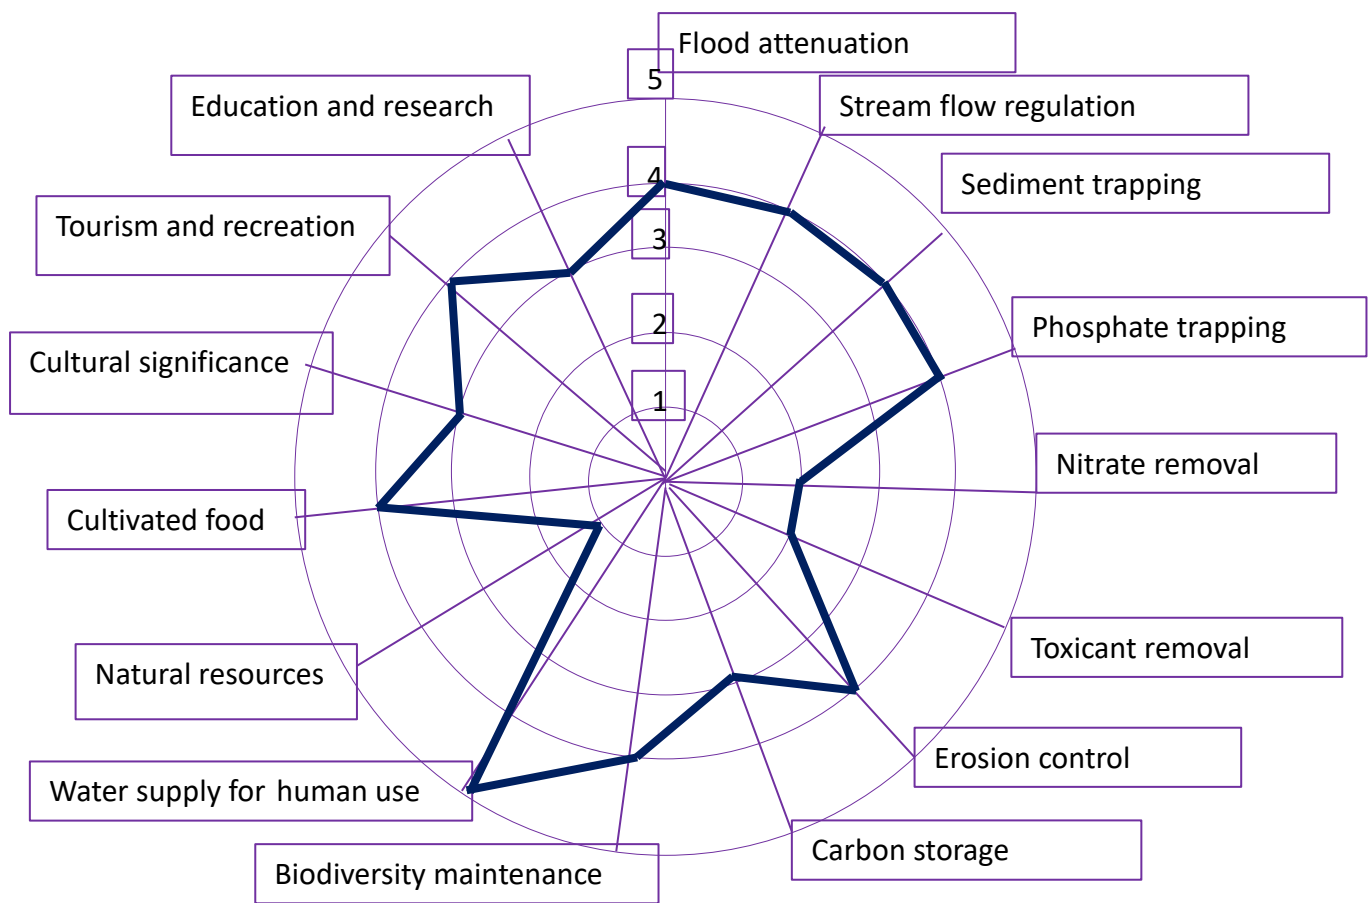 Flood attenuation
5
Education and research
Stream flow regulation
4
Sediment trapping
Tourism and recreation
3
2
Phosphate trapping
Cultural significance
1
Nitrate removal
Cultivated food
Toxicant removal
Natural resources
Erosion control
Water supply for human use
Carbon storage
Biodiversity maintenance